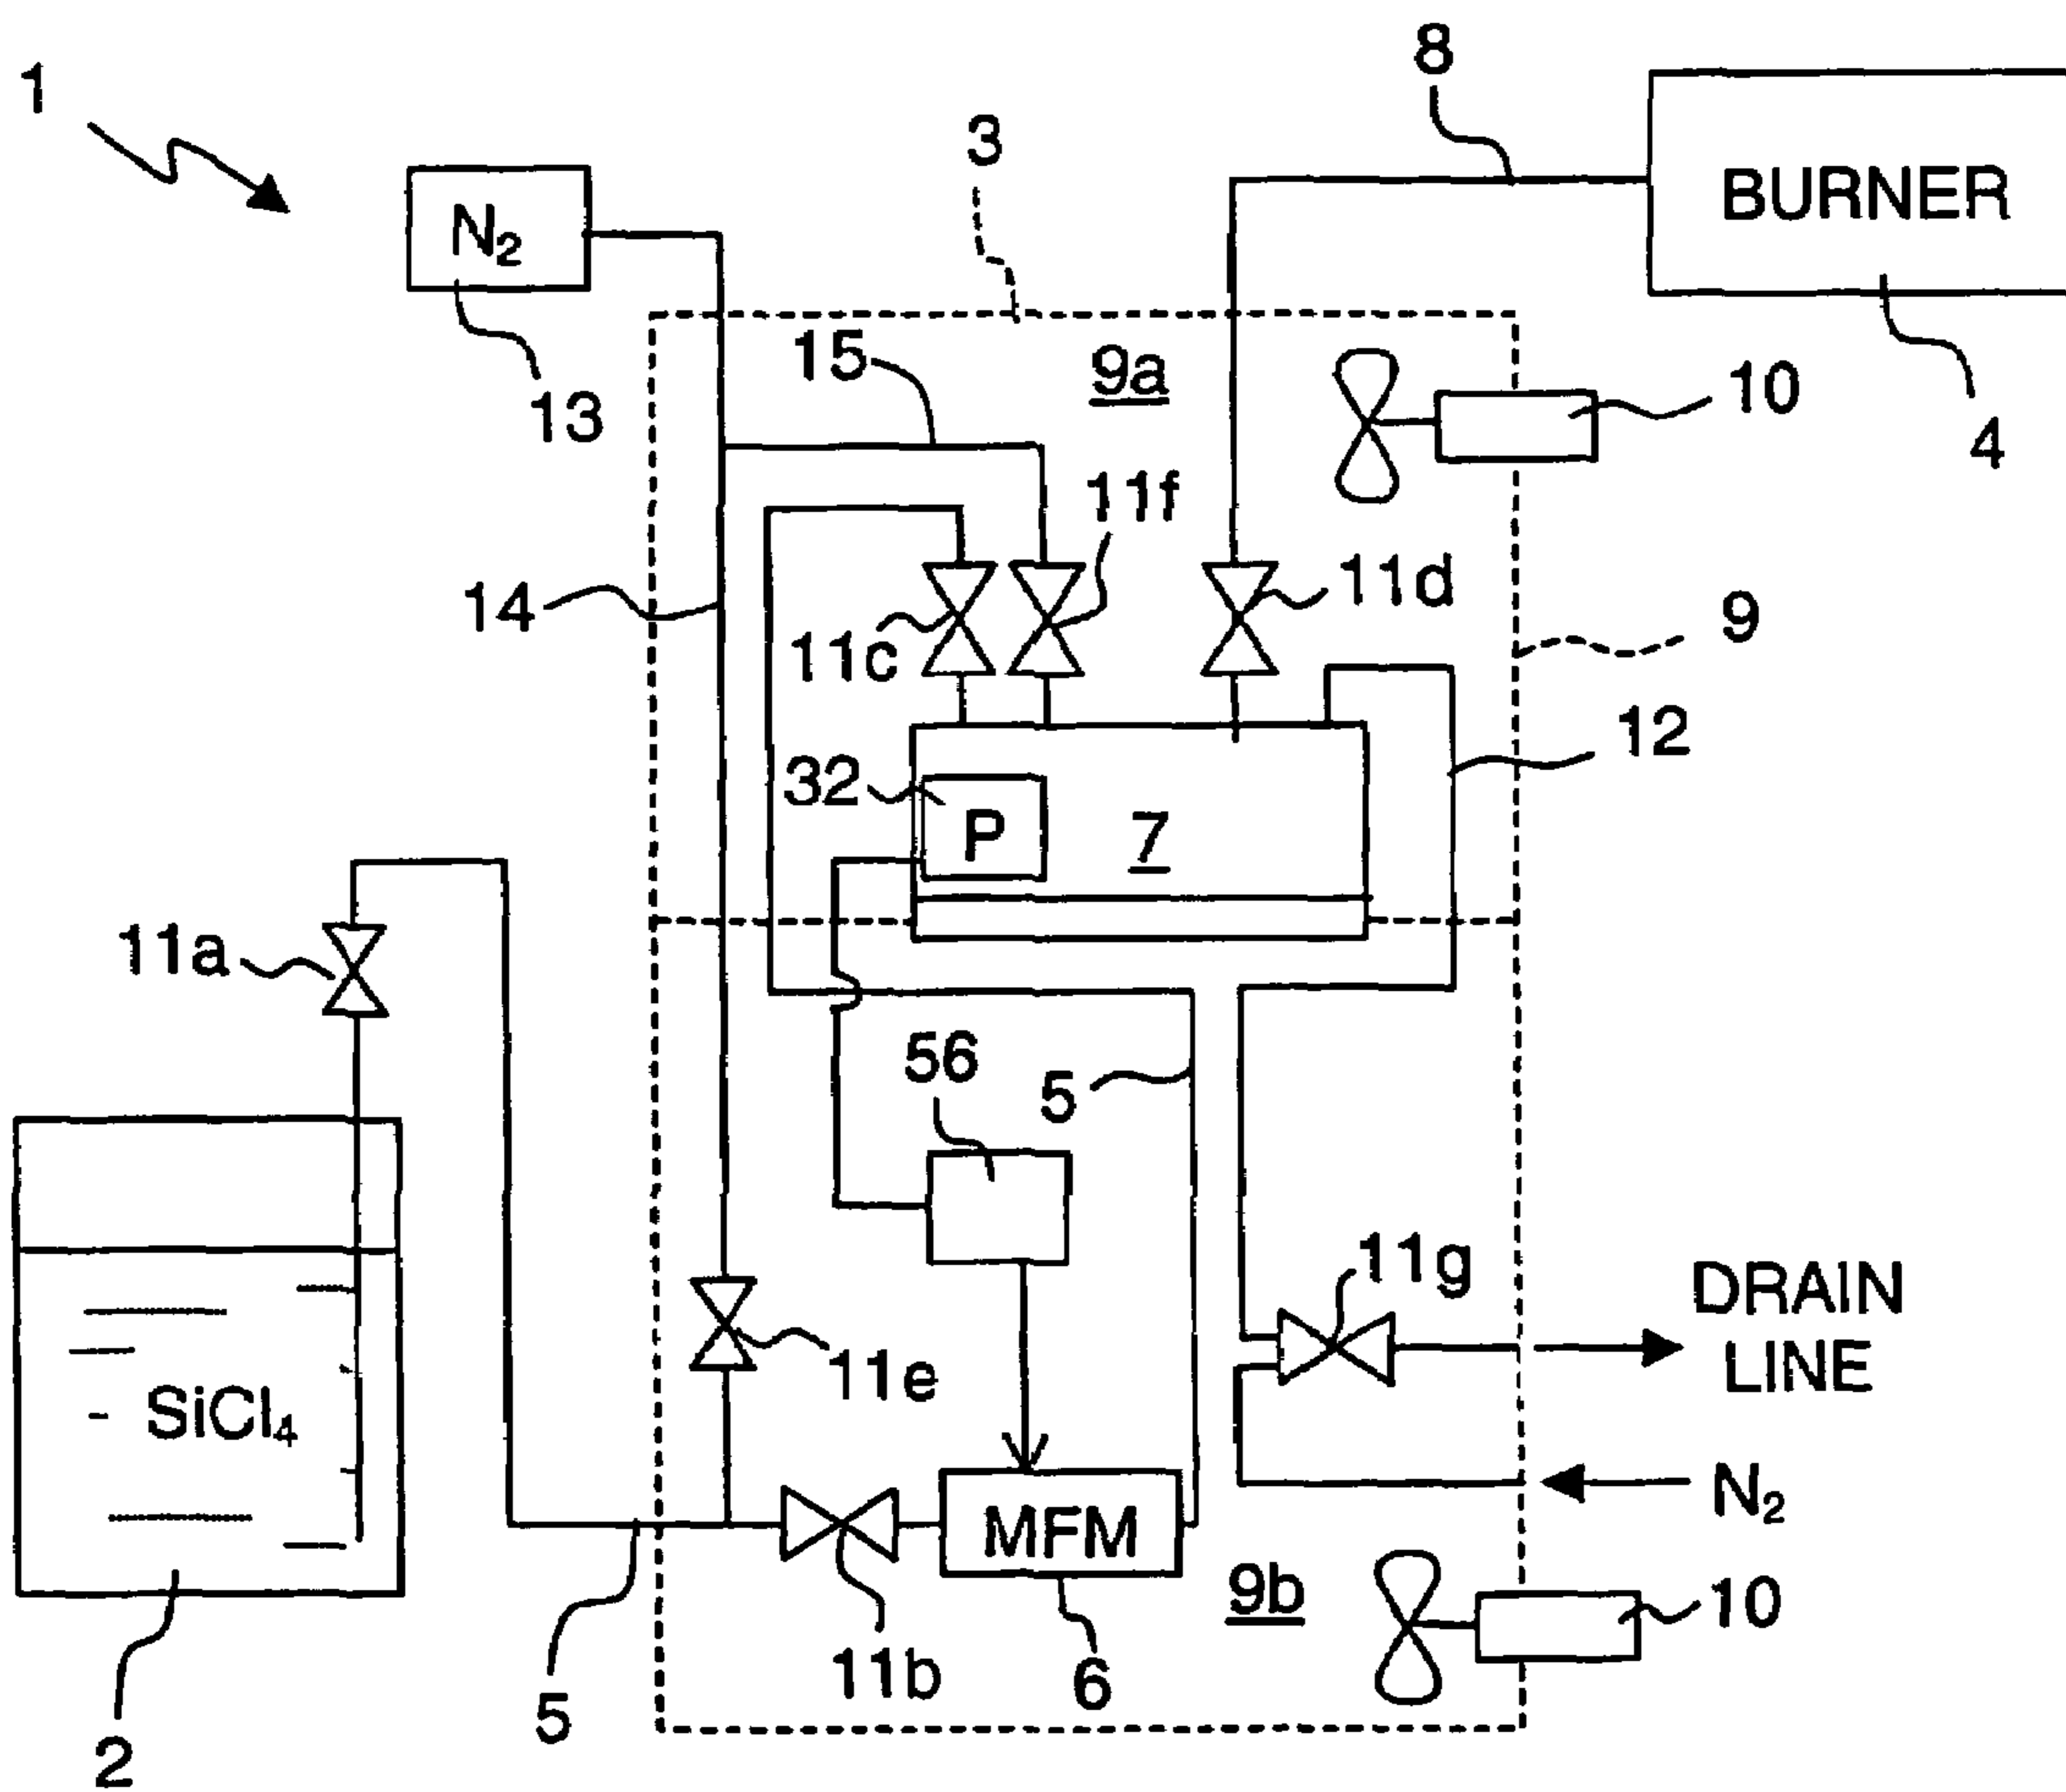 1
8
3
N₂
BURNER
15
9a
10
13
4
11f
14
11c
11d
9
12
32
P
7
11a
56
5
11g
DRAIN
LINE
11e
SiCl₄
MFM
N₂
9b
10
11b
6
5
2